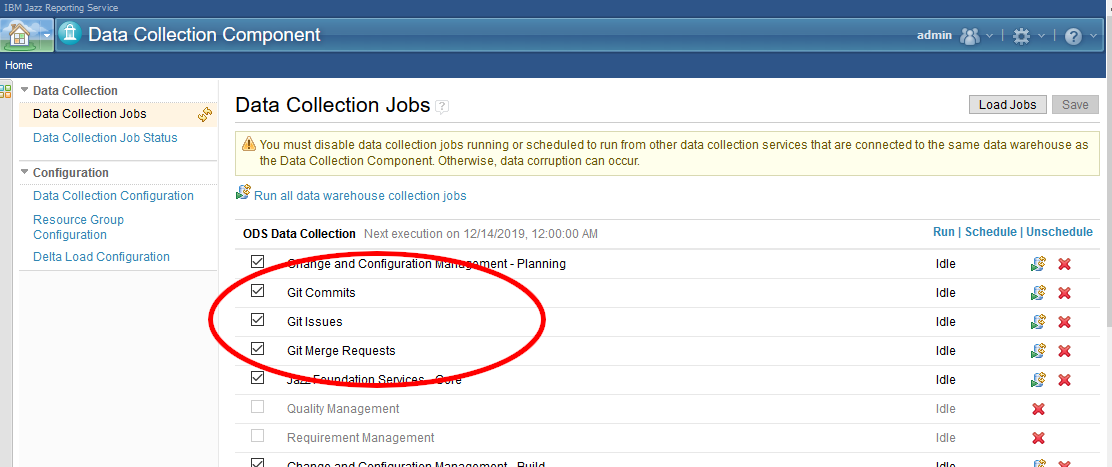 IBM Jazz Reporting Service
Data Collection Component
admin
Home
Data Collection
Data Collection Jobs
Data Collection Job Status
Configuration
Data Collection Configuration
Resource Group
Configuration
Delta Load Configuration
Data Collection Jobs ?
Load Jobs
Save
You must disable data collection jobs running or scheduled to run from other data collection services that are connected to the same data warehouse as
the Data Collection Component. Otherwise, data corruption can occur.
Run all data warehouse collection jobs
ODS Data Collection Next execution on 12/14/2019, 12:00:00 AM Run | Schedule | Unschedule
Change and Configuration Management - Planning Idle
Git Commits Idle
Git Issues Idle
Git Merge Requests Idle
Jazz Foundation Services - Core Idle
Quality Management Idle
Requirement Management Idle
Change and Configuration Management - Build Idle